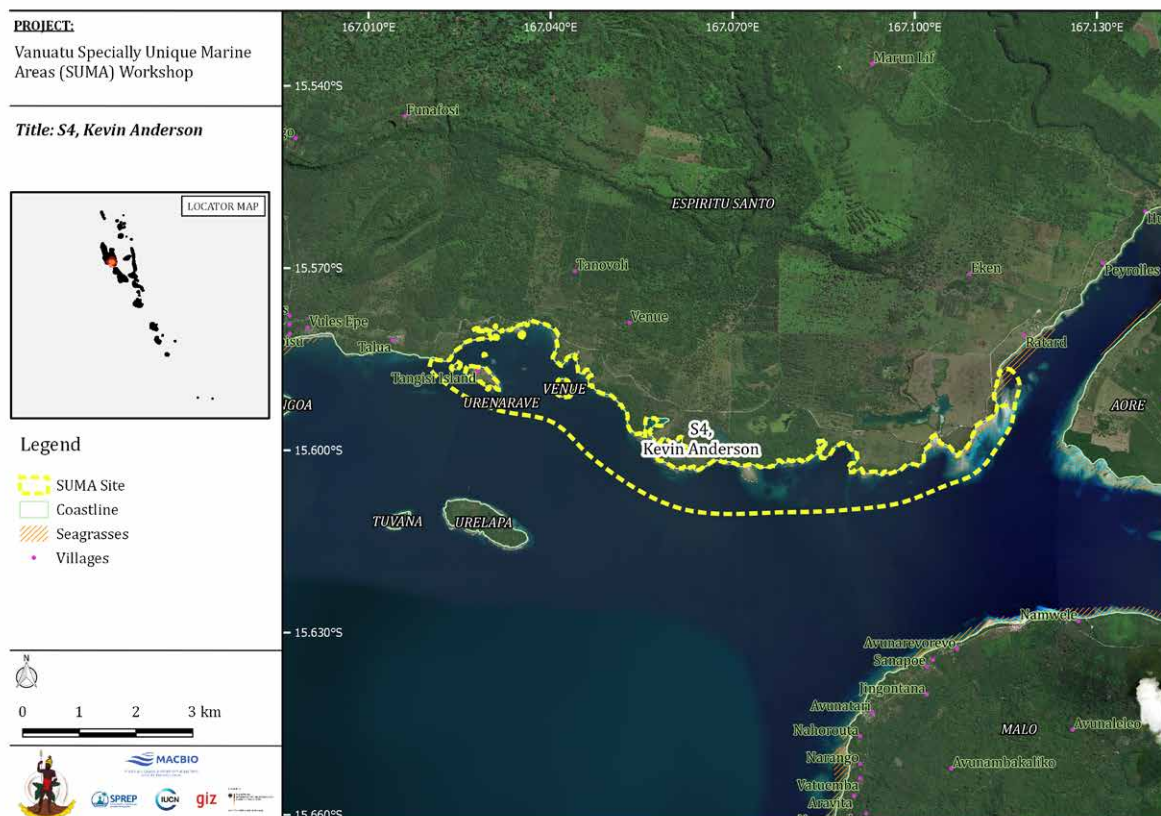 PROJECT:
Vanuatu Specially Unique Marine
Areas (SUMA) Workshop
Title: S4, Kevin Anderson
LOCATOR MAP
Legend
SUMA Site
Coastline
Seagrasses
Villages
N
0 1 2 3 km
MACBIO
SPREP
IUCN
giz
167.010°E 167.040°E 167.070°E 167.100°E 167.130°E
15.540°S
15.570°S
15.600°S
15.630°S
15.660°S
Marun Lif
Funafosi
ESPIRITU SANTO
Tanovoli
Eken
Peyrolles
Venue
Vules Epe
Ratard
Talua
Tangisi Island
VENUE
URENARAVE
AORE
S4,
Kevin Anderson
TUVANA
URELAPA
Namwele
Avunarevorevo
Sanapoe
Jingontana
Avunatari
Nahorouta
MALO
Avunaleleo
Narango
Avunambakaliko
Vatuemba
Aravita